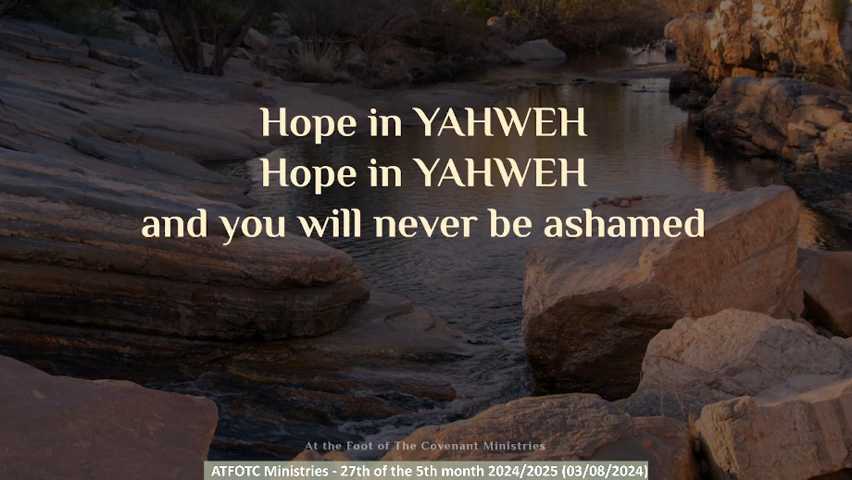 Hope in YAHWEH
Hope in YAHWEH
and you will never be ashamed
At the Foot of The Covenant Ministries
ATFOTC Ministries - 27th of the 5th month 2024/2025 (03/08/2024)